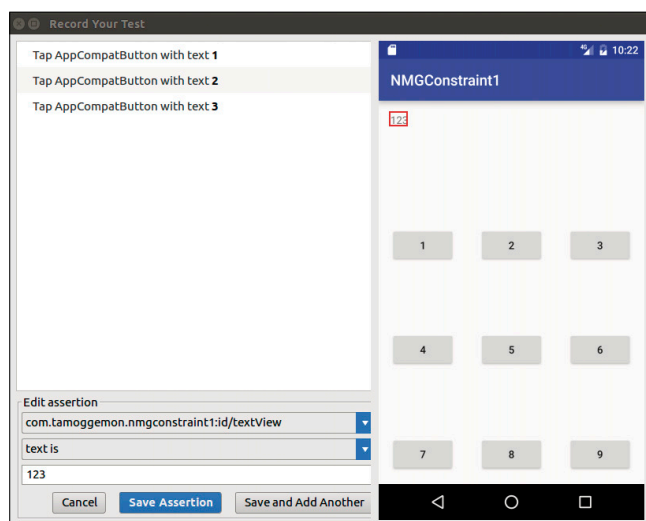 Record Your Test
Tap AppCompatButton with text 1
Tap AppCompatButton with text 2
Tap AppCompatButton with text 3
Edit assertion
com.tamoggemon.nmgconstraint1:id/textView
text is
123
Cancel Save Assertion Save and Add Another
4G 10:22
NMGConstraint1
123
1 2 3
4 5 6
7 8 9